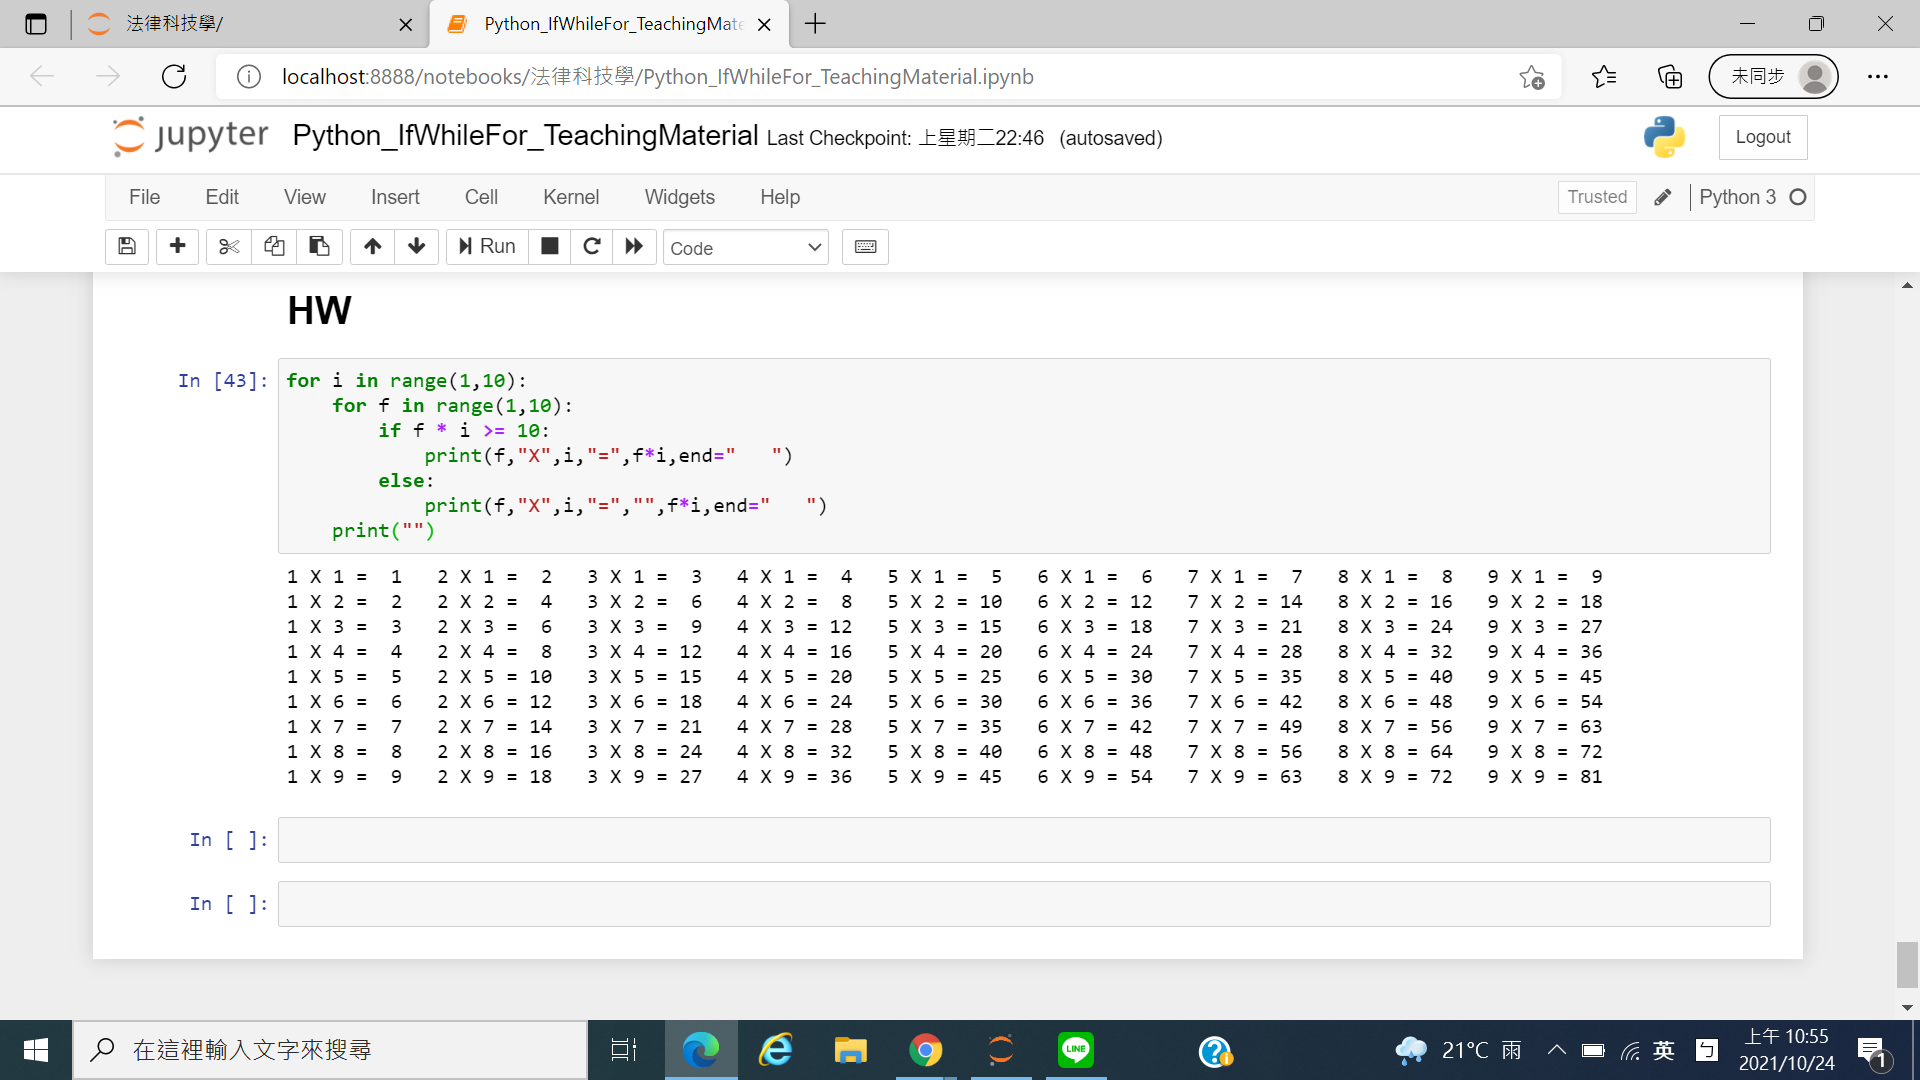 法律科技學/
Python_IfWhileFor_TeachingMate
localhost:8888/notebooks/法律科技學/Python_IfWhileFor_TeachingMaterial.ipynb
未同步
jupyter Python_IfWhileFor_TeachingMaterial Last Checkpoint: 上星期二22:46 (autosaved)
Logout
File Edit View Insert Cell Kernel Widgets Help
Trusted Python 3
Run Code
HW
In [43]:
for i in range(1,10):
    for f in range(1,10):
        if f * i >= 10:
            print(f,"X",i,"=",f*i,end="   ")
        else:
            print(f,"X",i,"=","",f*i,end="   ")
    print("")
1 X 1 =  1   2 X 1 =  2   3 X 1 =  3   4 X 1 =  4   5 X 1 =  5   6 X 1 =  6   7 X 1 =  7   8 X 1 =  8   9 X 1 =  9
1 X 2 =  2   2 X 2 =  4   3 X 2 =  6   4 X 2 =  8   5 X 2 = 10   6 X 2 = 12   7 X 2 = 14   8 X 2 = 16   9 X 2 = 18
1 X 3 =  3   2 X 3 =  6   3 X 3 =  9   4 X 3 = 12   5 X 3 = 15   6 X 3 = 18   7 X 3 = 21   8 X 3 = 24   9 X 3 = 27
1 X 4 =  4   2 X 4 =  8   3 X 4 = 12   4 X 4 = 16   5 X 4 = 20   6 X 4 = 24   7 X 4 = 28   8 X 4 = 32   9 X 4 = 36
1 X 5 =  5   2 X 5 = 10   3 X 5 = 15   4 X 5 = 20   5 X 5 = 25   6 X 5 = 30   7 X 5 = 35   8 X 5 = 40   9 X 5 = 45
1 X 6 =  6   2 X 6 = 12   3 X 6 = 18   4 X 6 = 24   5 X 6 = 30   6 X 6 = 36   7 X 6 = 42   8 X 6 = 48   9 X 6 = 54
1 X 7 =  7   2 X 7 = 14   3 X 7 = 21   4 X 7 = 28   5 X 7 = 35   6 X 7 = 42   7 X 7 = 49   8 X 7 = 56   9 X 7 = 63
1 X 8 =  8   2 X 8 = 16   3 X 8 = 24   4 X 8 = 32   5 X 8 = 40   6 X 8 = 48   7 X 8 = 56   8 X 8 = 64   9 X 8 = 72
1 X 9 =  9   2 X 9 = 18   3 X 9 = 27   4 X 9 = 36   5 X 9 = 45   6 X 9 = 54   7 X 9 = 63   8 X 9 = 72   9 X 9 = 81
In [ ]:
In [ ]:
在這裡輸入文字來搜尋
LINE
21°C 雨
英
ㄅ
上午 10:55
2021/10/24
1